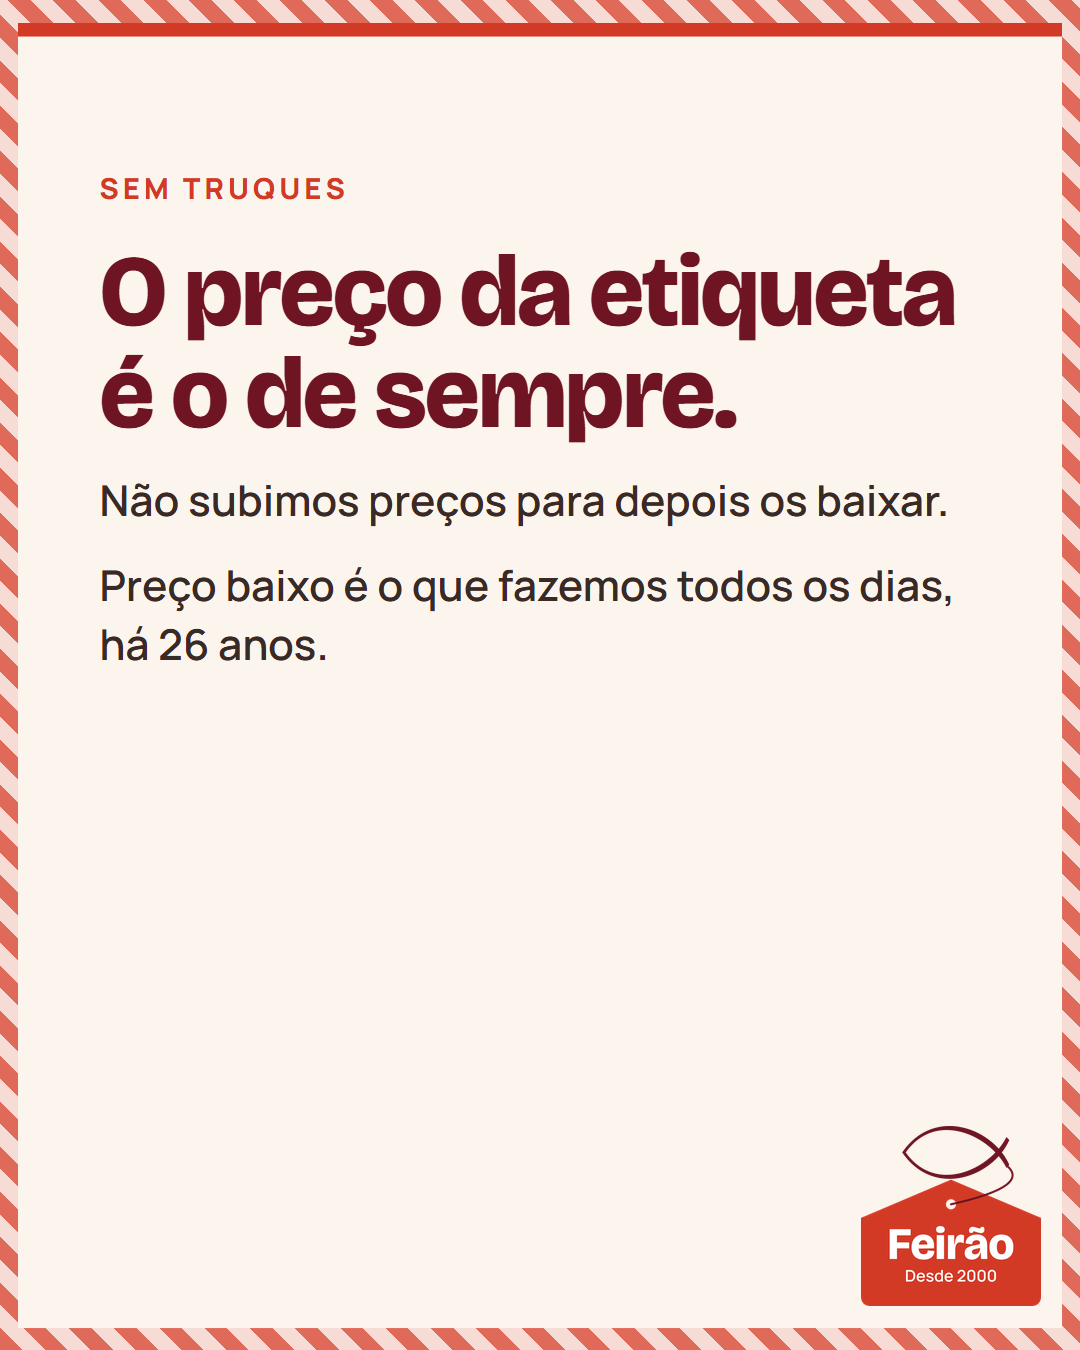 SEM TRUQUES
O preço da etiqueta
é o de sempre.
Não subimos preços para depois os baixar.
Preço baixo é o que fazemos todos os dias,
há 26 anos.
Feirão
Desde 2000